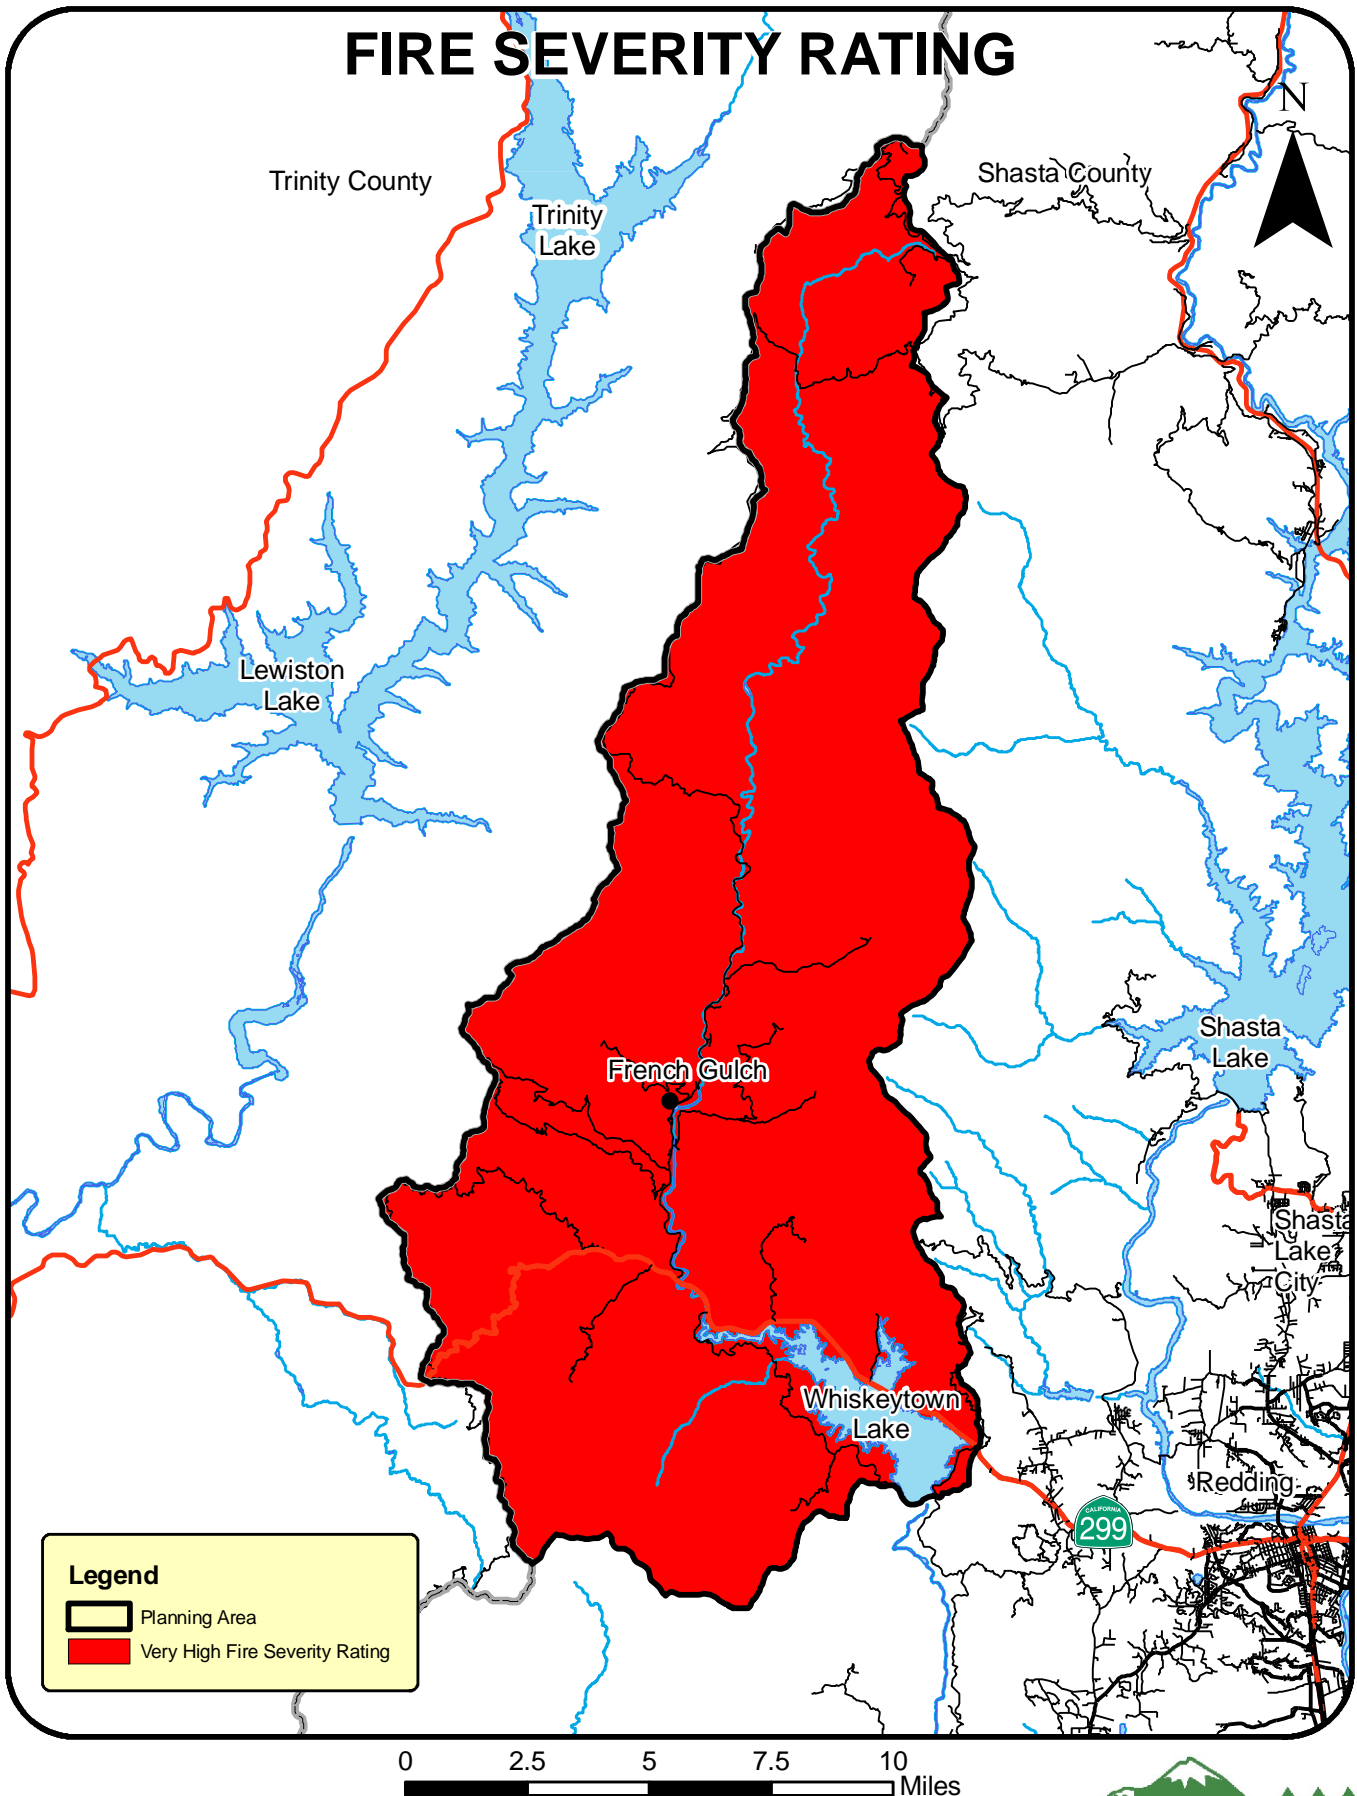 FIRE SEVERITY RATING
N
Trinity County
Shasta County
Trinity
Lake
Lewiston
Lake
Shasta
Lake
French Gulch
Shasta
Lake
City
Whiskeytown
Lake
Redding
CALIFORNIA
299
Legend
Planning Area
Very High Fire Severity Rating
0 2.5 5 7.5 10
Miles